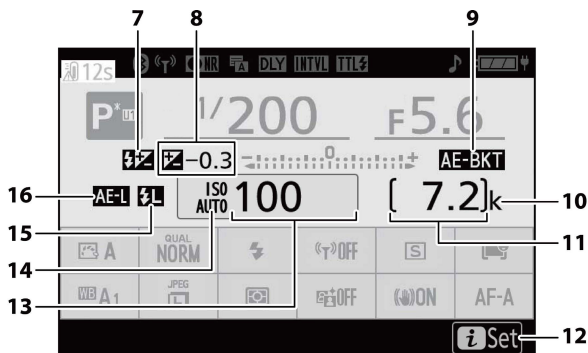 7 8 9
12s NR DLY INTVL TTL
P* U1 1/200 F5.6
−0.3 − 0 + AE-BKT
16 AE-L L ISO AUTO 100 [7.2]k 10
15 14 13 11
A QUAL NORM OFF S
WB A1 JPEG L OFF ON AF-A
i Set 12